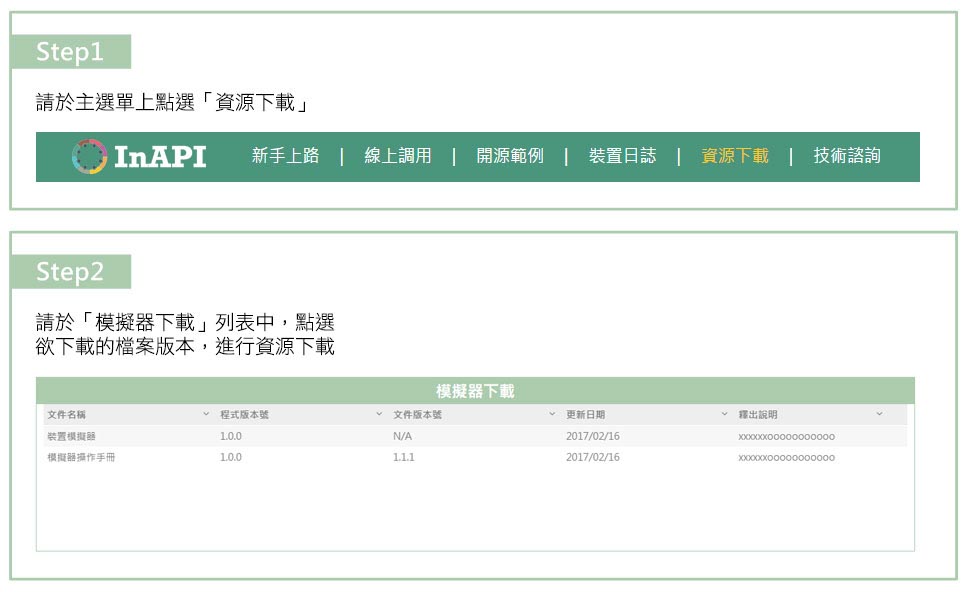 Step1
請於主選單上點選「資源下載」
InAPI 新手上路 | 線上調用 | 開源範例 | 裝置日誌 | 資源下載 | 技術諮詢
Step2
請於「模擬器下載」列表中，點選
欲下載的檔案版本，進行資源下載
模擬器下載
文件名稱 程式版本號 文件版本號 更新日期 釋出說明
裝置模擬器 1.0.0 N/A 2017/02/16 xxxxxxooooooooooo
模擬器操作手冊 1.0.0 1.1.1 2017/02/16 xxxxxxooooooooooo